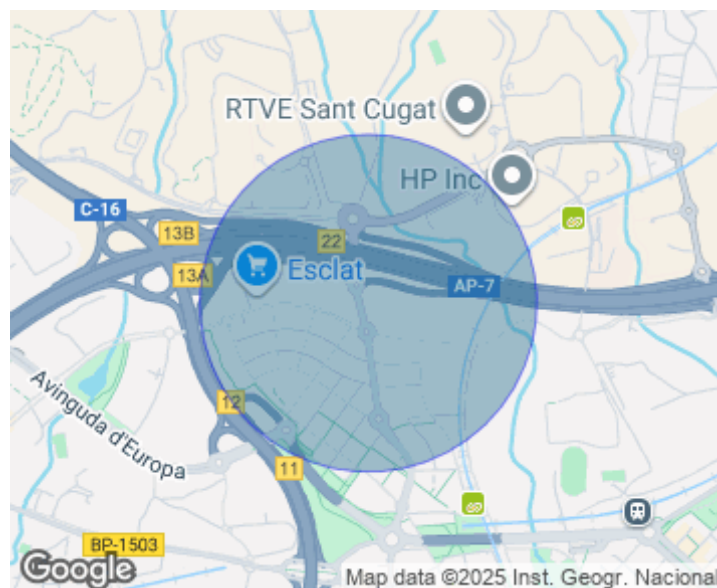 RTVE Sant Cugat
HP Inc
C-16
13B
22
13A
Esclat
AP-7
12
Avinguda d'Europa
11
BP-1503
Google
Map data ©2025 Inst. Geogr. Nacional